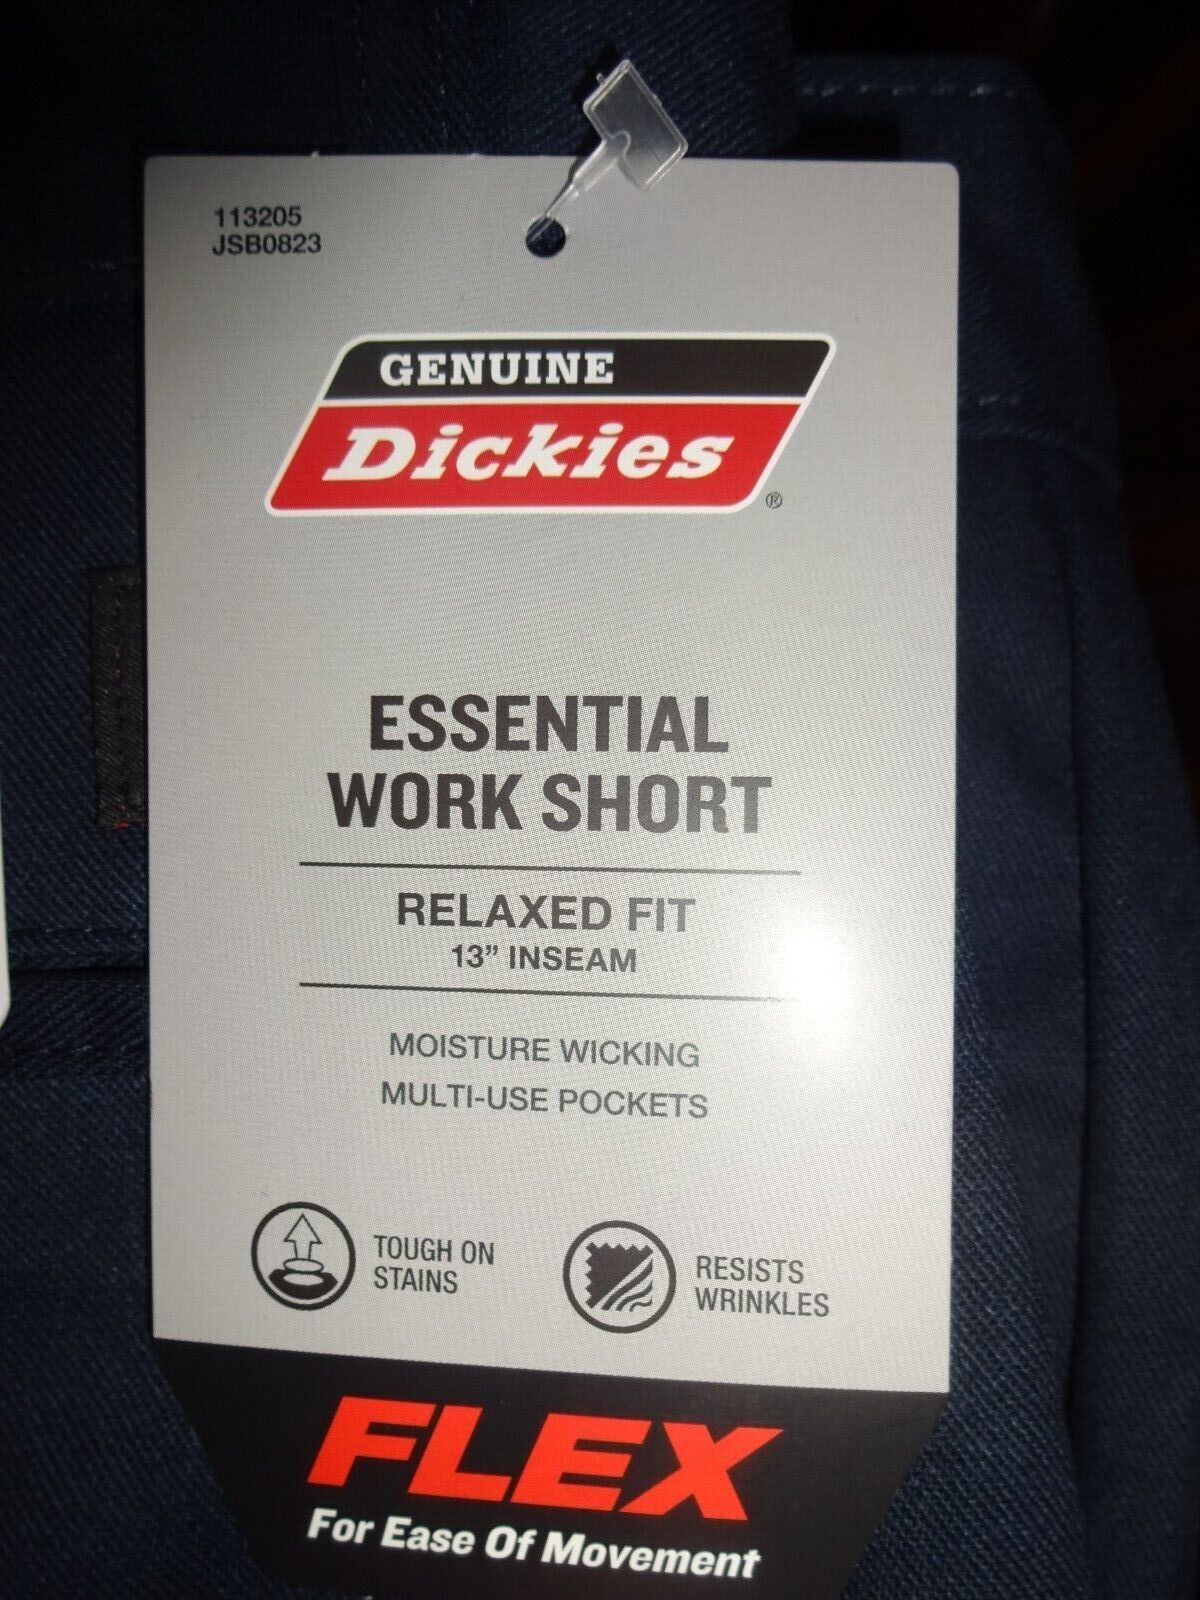 113205
JSB0823
GENUINE
Dickies
®
ESSENTIAL
WORK SHORT
RELAXED FIT
13” INSEAM
MOISTURE WICKING
MULTI-USE POCKETS
TOUGH ON
STAINS
RESISTS
WRINKLES
FLEX
For Ease Of Movement